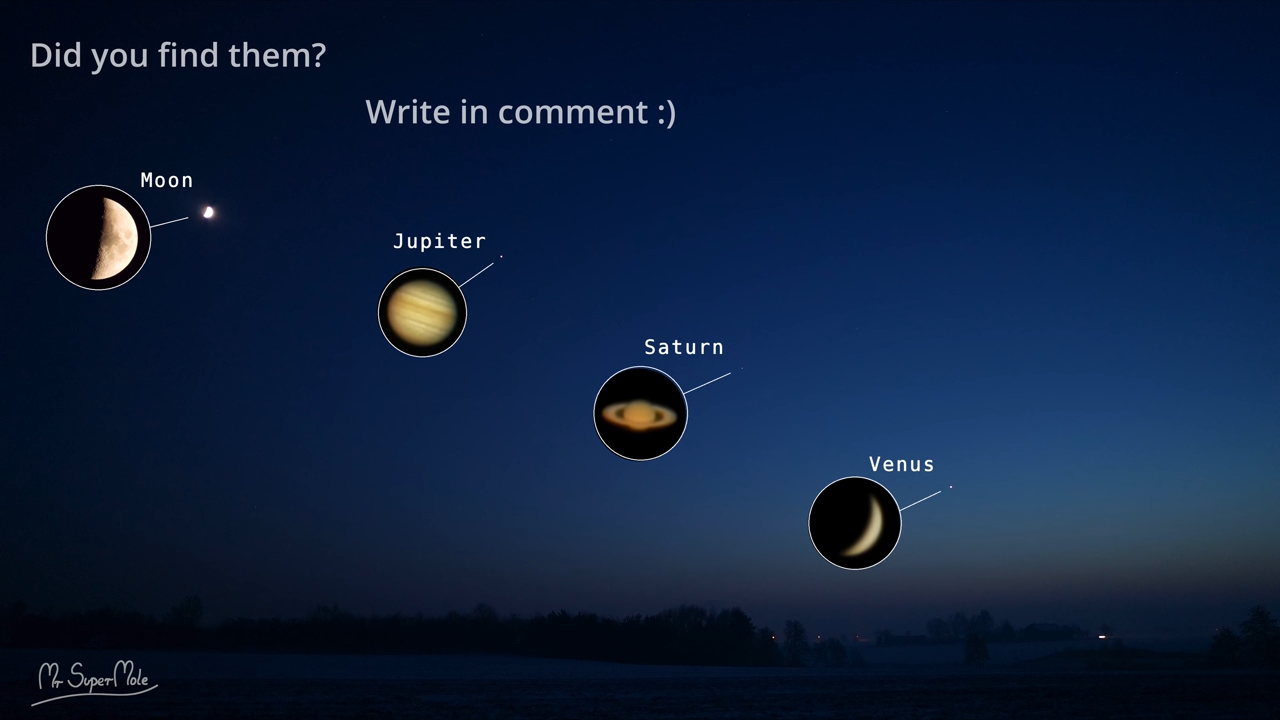 Did you find them?
Write in comment :)
Moon
Jupiter
Saturn
Venus
Mr SuperMole